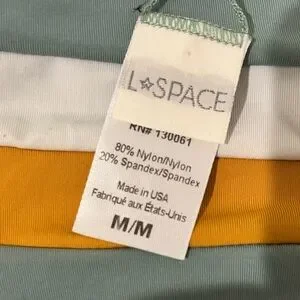 L☆SPACE
RN# 130061
80% Nylon/Nylon
20% Spandex/Spandex
Made in USA
Fabriqué aux États-Unis
M/M